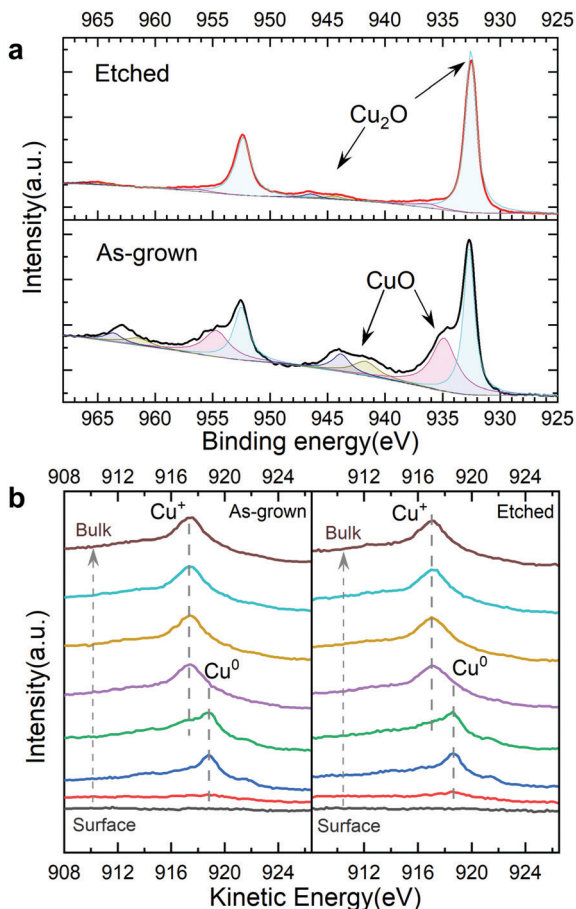 965 960 955 950 945 940 935 930 925
a
Etched
Cu₂O
As-grown
CuO
Intensity(a.u.)
965 960 955 950 945 940 935 930 925
Binding energy(eV)
b
908 912 916 920 924 912 916 920 924
Cu⁺ As-grown Cu⁺ Etched
Bulk Bulk
Cu⁰ Cu⁰
Intensity(a.u.)
Surface Surface
908 912 916 920 924 912 916 920 924
Kinetic Energy(eV)